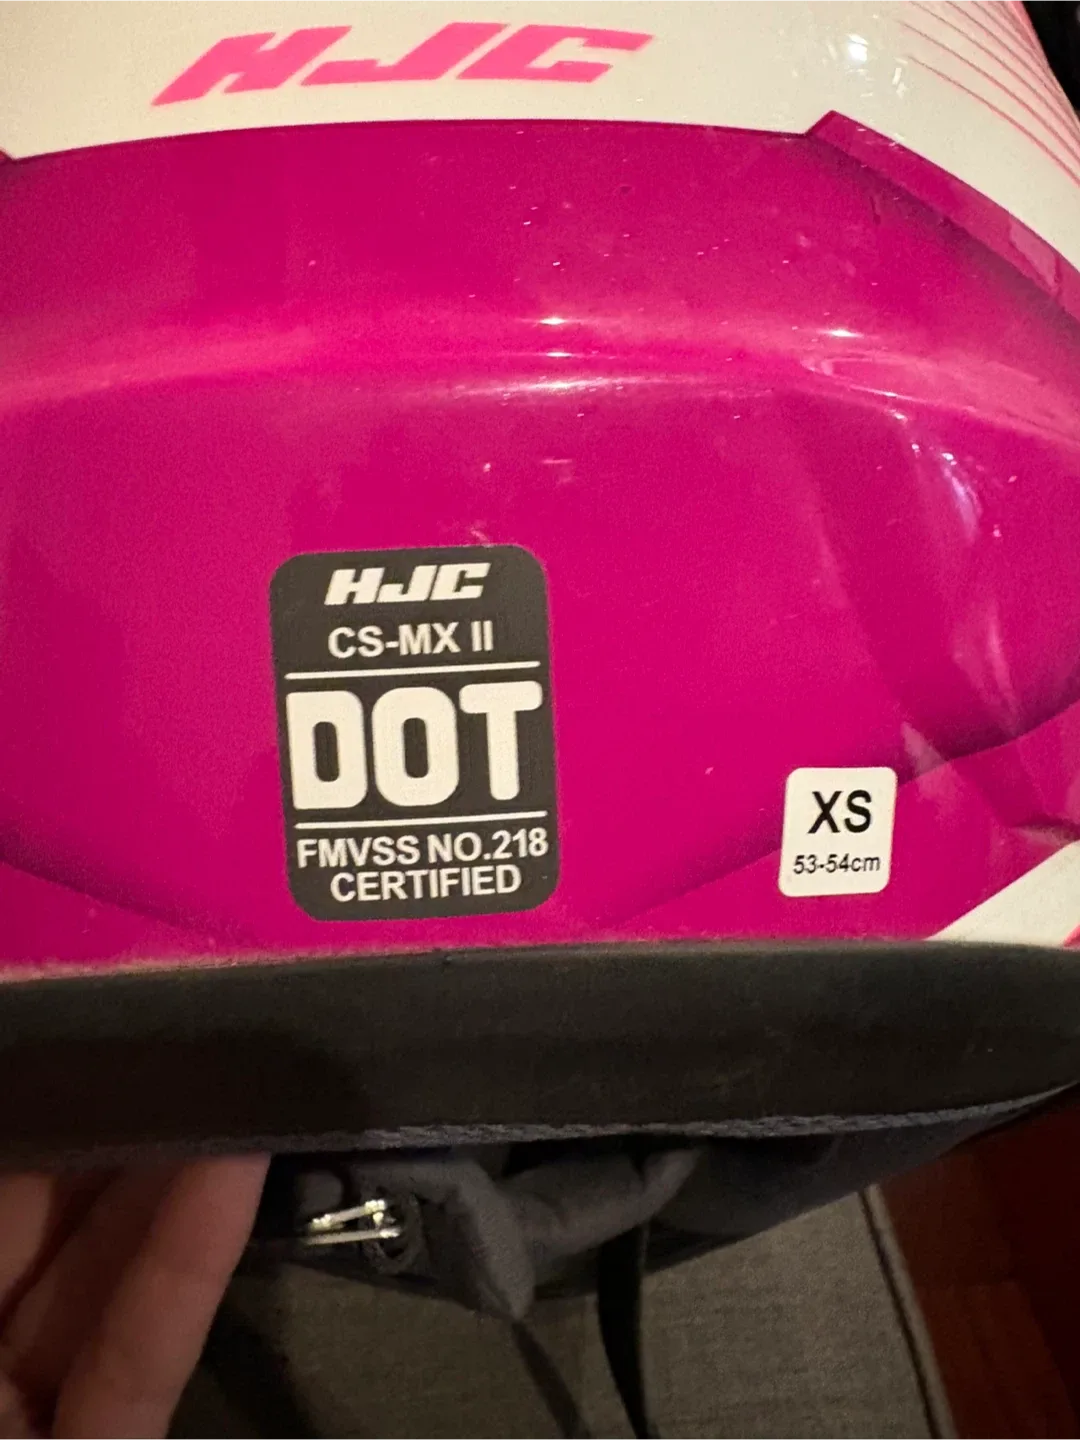 HJC
HJC
CS-MX II
DOT
FMVSS NO.218
CERTIFIED
XS
53-54cm